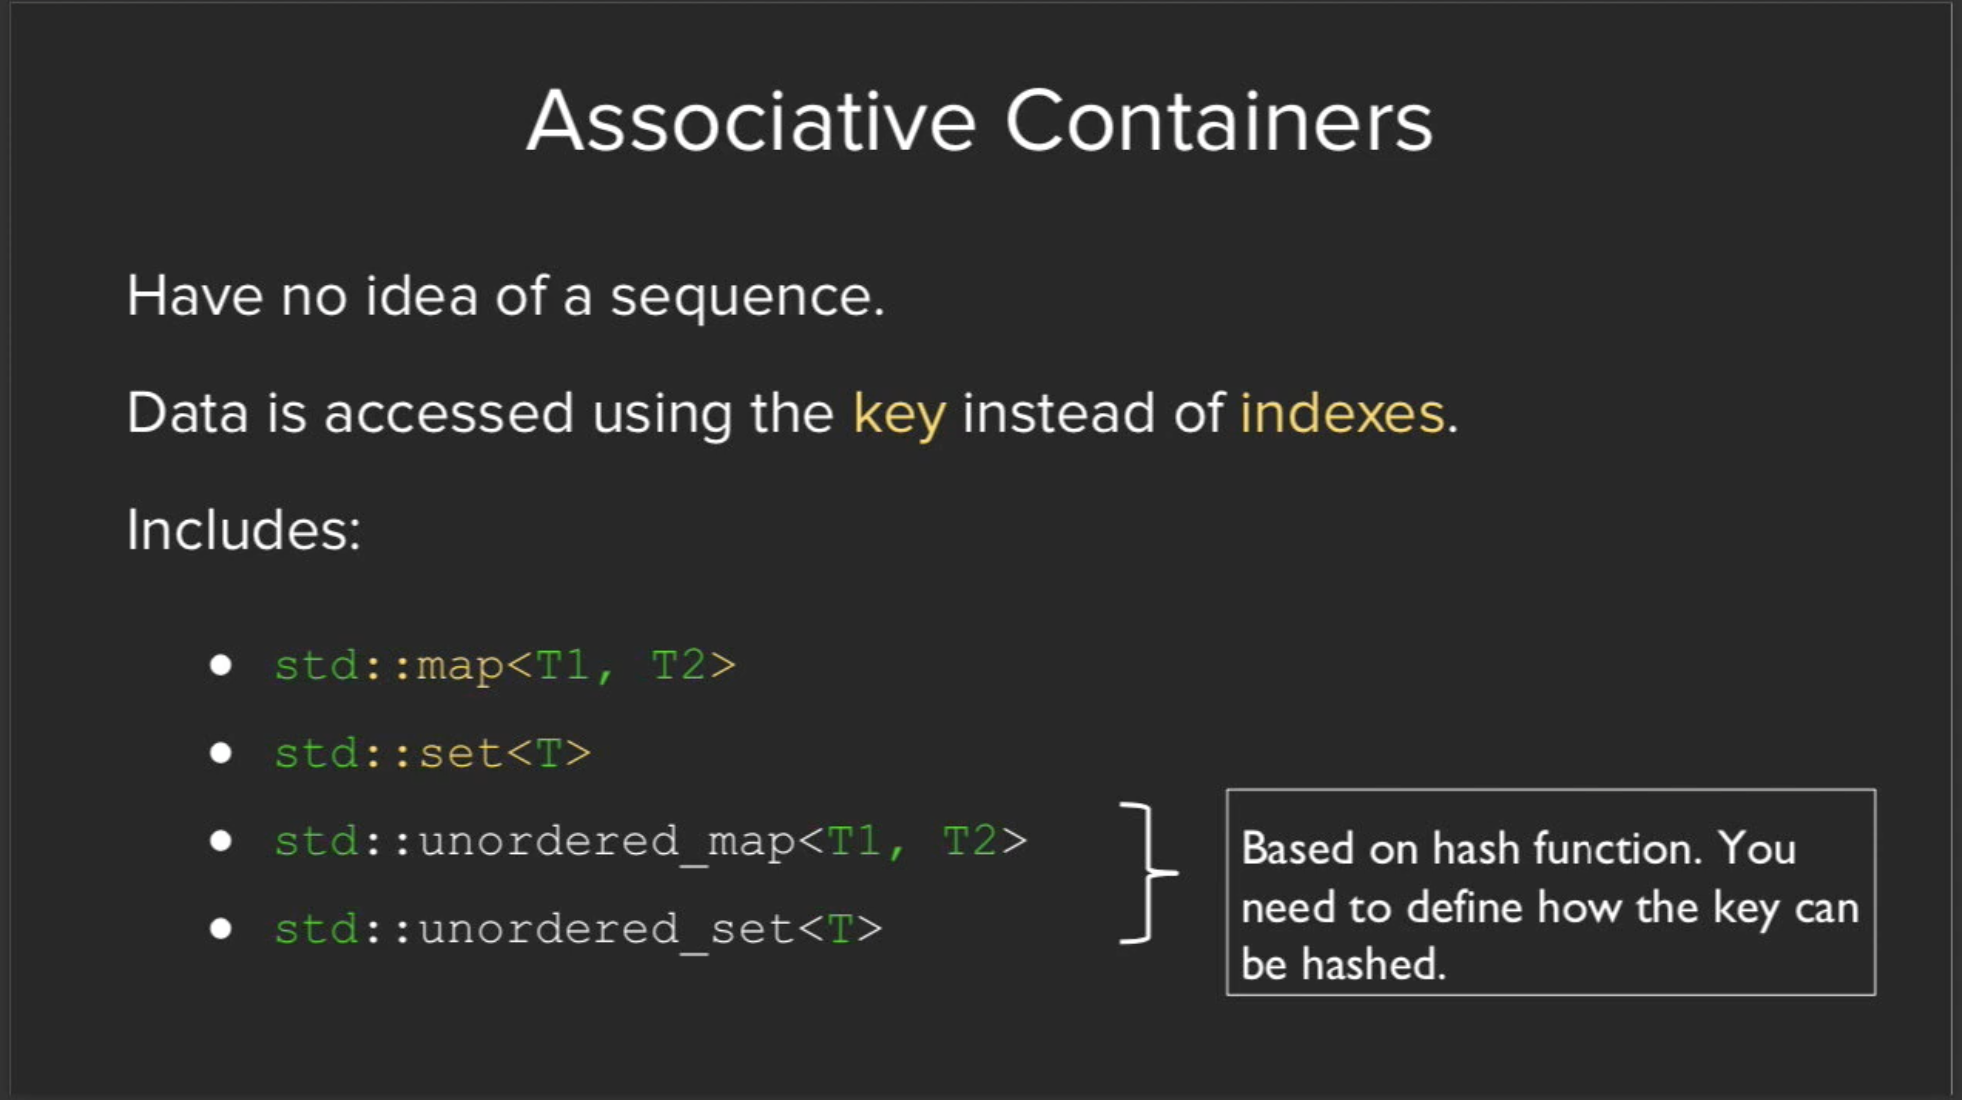 Associative Containers
Have no idea of a sequence.
Data is accessed using the key instead of indexes.
Includes:
● std::map<T1, T2>
● std::set<T>
● std::unordered_map<T1, T2>
● std::unordered_set<T>
Based on hash function. You
need to define how the key can
be hashed.